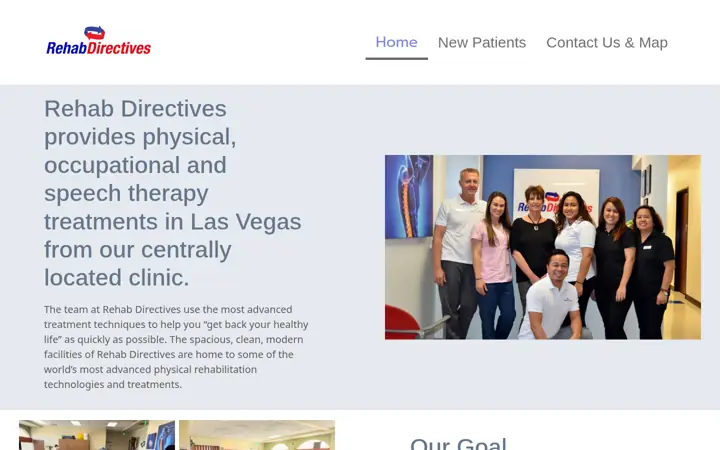 RehabDirectives
Home
New Patients
Contact Us & Map
Rehab Directives
provides physical,
occupational and
speech therapy
treatments in Las Vegas
from our centrally
located clinic.
The team at Rehab Directives use the most advanced
treatment techniques to help you “get back your healthy
life” as quickly as possible. The spacious, clean, modern
facilities of Rehab Directives are home to some of the
world’s most advanced physical rehabilitation
technologies and treatments.
RehabDirectives
Our Goal